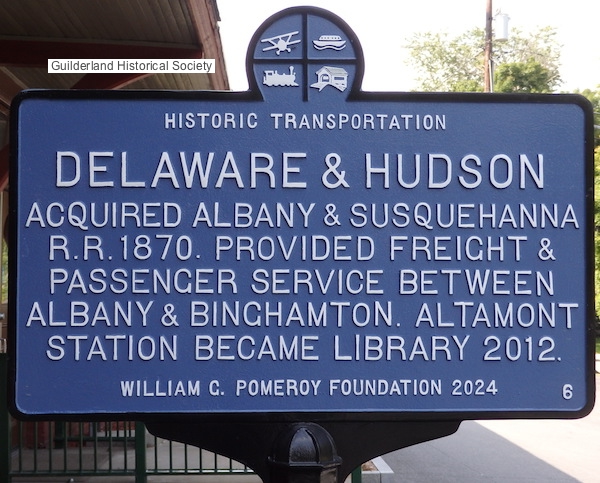 Guilderland Historical Society
HISTORIC TRANSPORTATION
DELAWARE & HUDSON
ACQUIRED ALBANY & SUSQUEHANNA
R.R. 1870. PROVIDED FREIGHT &
PASSENGER SERVICE BETWEEN
ALBANY & BINGHAMTON. ALTAMONT
STATION BECAME LIBRARY 2012.
WILLIAM G. POMEROY FOUNDATION 2024 6